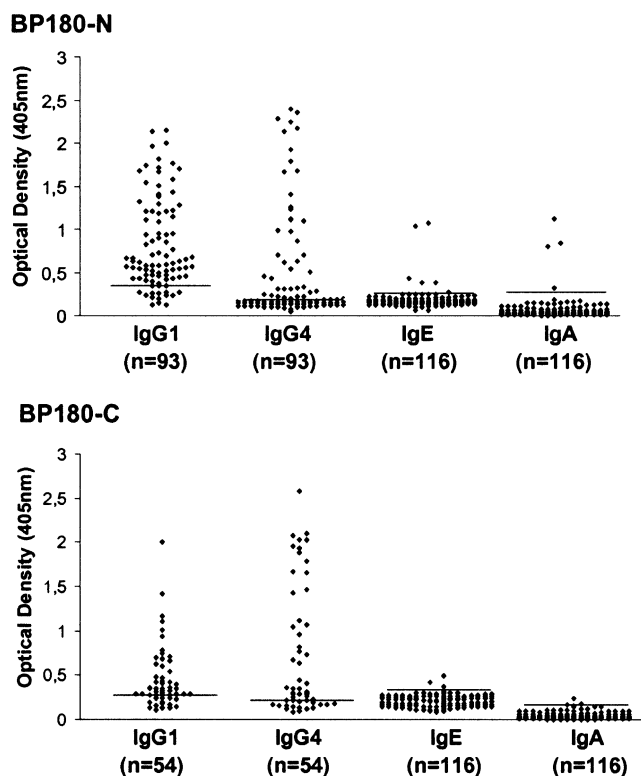 BP180-N
Optical Density (405nm)
3
2,5
2
1,5
1
0,5
0
IgG1 IgG4 IgE IgA
(n=93) (n=93) (n=116) (n=116)
BP180-C
Optical Density (405nm)
3
2,5
2
1,5
1
0,5
0
IgG1 IgG4 IgE IgA
(n=54) (n=54) (n=116) (n=116)